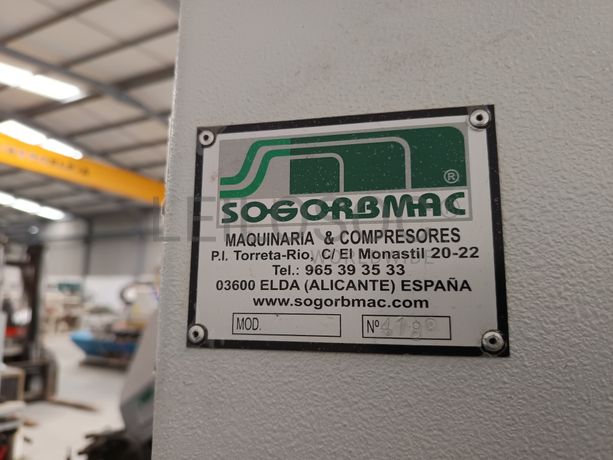 ®
SOGORBMAC
MAQUINARIA & COMPRESORES
P.I. Torreta-Rio, C/ El Monastil 20-22
Tel.: 965 39 35 33
03600 ELDA (ALICANTE) ESPAÑA
www.sogorbmac.com
MOD. Nº